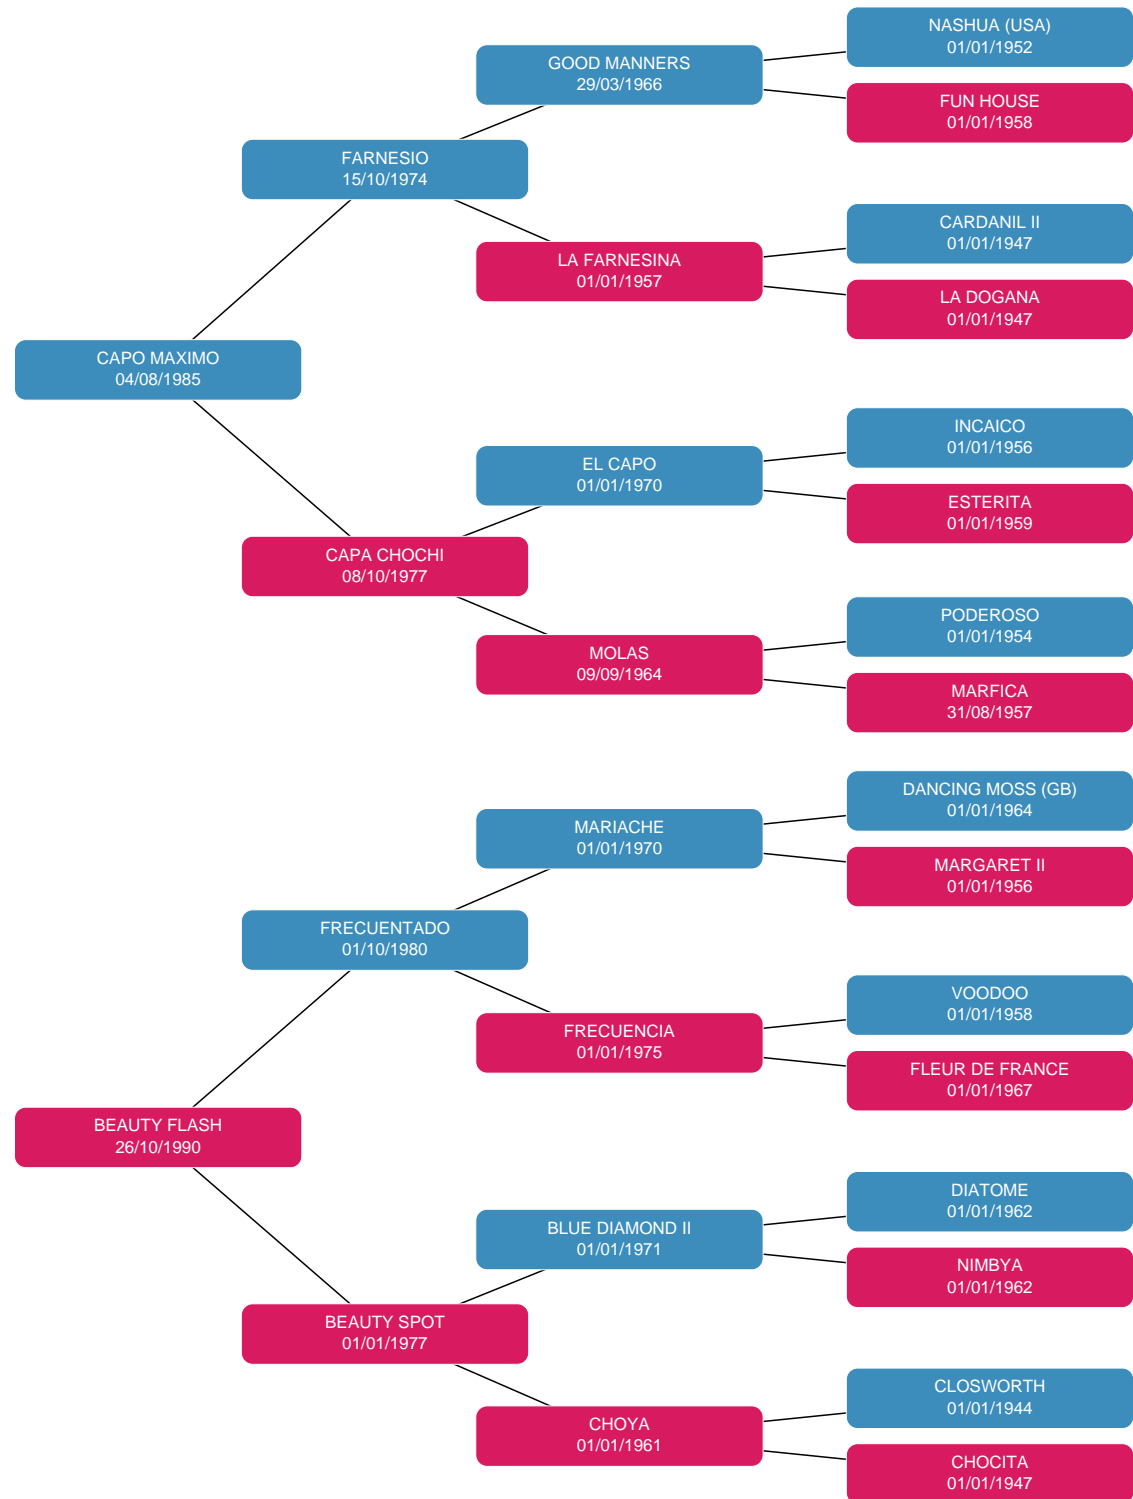 NASHUA (USA)
01/01/1952
GOOD MANNERS
29/03/1966
FUN HOUSE
01/01/1958
FARNESIO
15/10/1974
CARDANIL II
01/01/1947
LA FARNESINA
01/01/1957
LA DOGANA
01/01/1947
CAPO MAXIMO
04/08/1985
INCAICO
01/01/1956
EL CAPO
01/01/1970
ESTERITA
01/01/1959
CAPA CHOCHI
08/10/1977
PODEROSO
01/01/1954
MOLAS
09/09/1964
MARFICA
31/08/1957
DANCING MOSS (GB)
01/01/1964
MARIACHE
01/01/1970
MARGARET II
01/01/1956
FRECUENTADO
01/10/1980
VOODOO
01/01/1958
FRECUENCIA
01/01/1975
FLEUR DE FRANCE
01/01/1967
BEAUTY FLASH
26/10/1990
DIATOME
01/01/1962
BLUE DIAMOND II
01/01/1971
NIMBYA
01/01/1962
BEAUTY SPOT
01/01/1977
CLOSWORTH
01/01/1944
CHOYA
01/01/1961
CHOCITA
01/01/1947